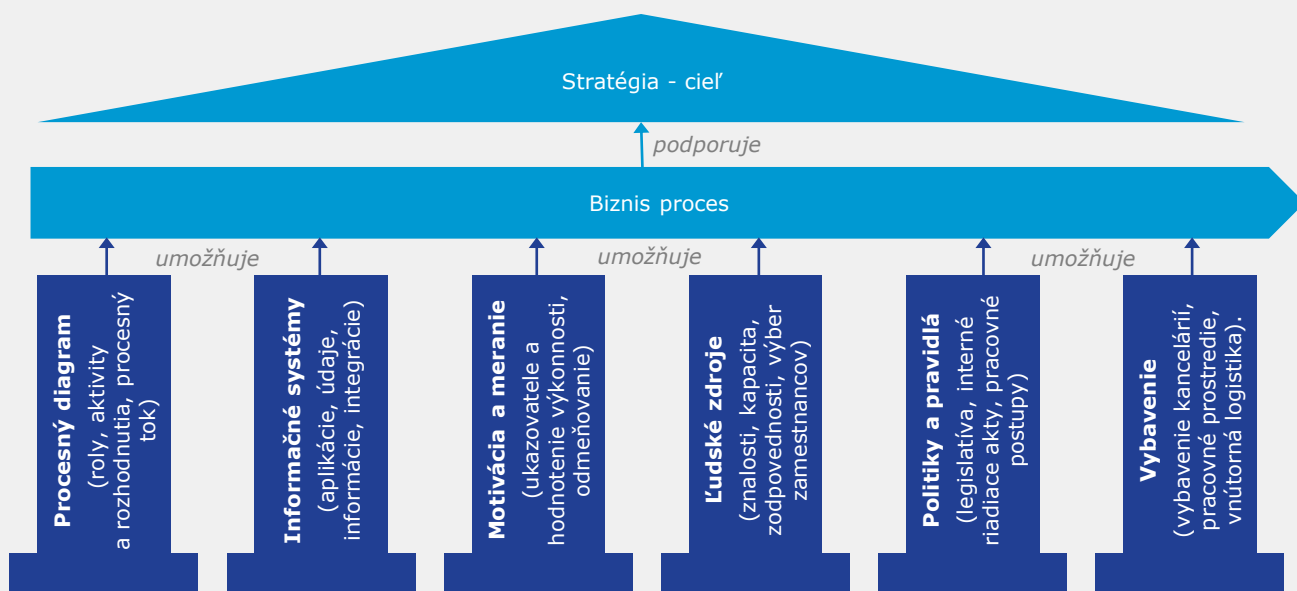 Stratégia - cieľ
podporuje
Biznis proces
umožňuje
umožňuje
umožňuje
Procesný diagram
(roly, aktivity
a rozhodnutia, procesný
tok)
Informačné systémy
(aplikácie, údaje,
informácie, integrácie)
Motivácia a meranie
(ukazovatele a
hodnotenie výkonnosti,
odmeňovanie)
Ľudské zdroje
(znalosti, kapacita,
zodpovednosti, výber
zamestnancov)
Politiky a pravidlá
(legislatíva, interné
riadiace akty, pracovné
postupy)
Vybavenie
(vybavenie kancelárií,
pracovné prostredie,
vnútorná logistika).